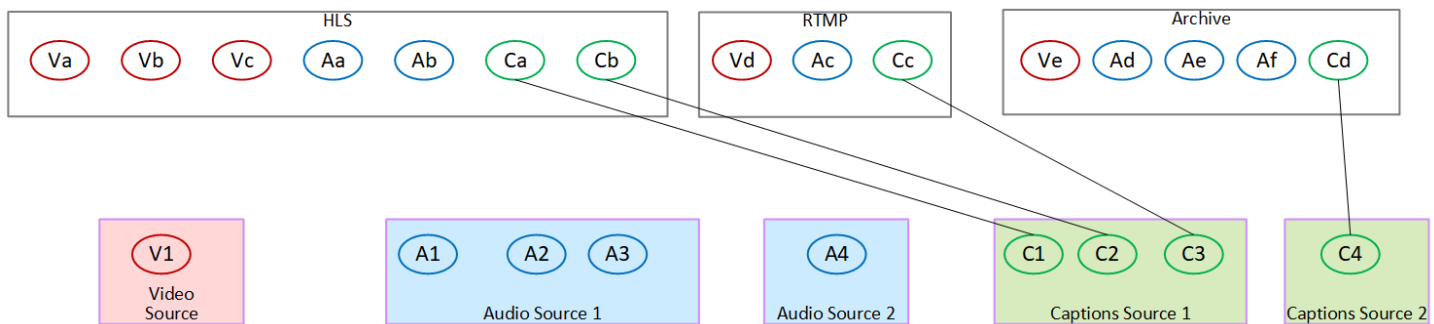 HLS
Va Vb Vc Aa Ab Ca Cb
RTMP
Vd Ac Cc
Archive
Ve Ad Ae Af Cd
V1
Video
Source
A1 A2 A3
Audio Source 1
A4
Audio Source 2
C1 C2 C3
Captions Source 1
C4
Captions Source 2